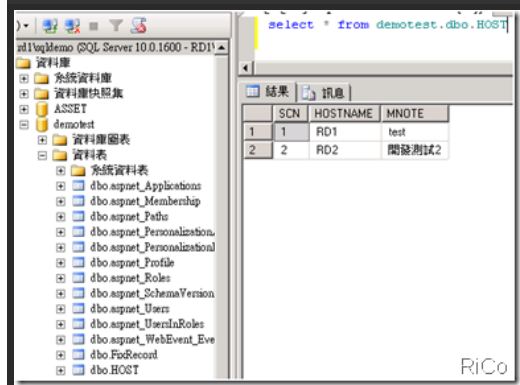 rd1\sqldemo (SQL Server 10.0.1600 - RD1\
資料庫
系統資料庫
資料庫快照集
ASSET
demotest
資料庫圖表
資料表
系統資料表
dbo.aspnet_Applications
dbo.aspnet_Membership
dbo.aspnet_Paths
dbo.aspnet_Personalization
dbo.aspnet_Personalization
dbo.aspnet_Profile
dbo.aspnet_Roles
dbo.aspnet_SchemaVersion
dbo.aspnet_Users
dbo.aspnet_UsersInRoles
dbo.aspnet_WebEvent_Eve
dbo.FixRecord
dbo.HOST
select * from demotest.dbo.HOST
結果 訊息
SCN HOSTNAME MNOTE
1 1 RD1 test
2 2 RD2 開發測試2
RiCo